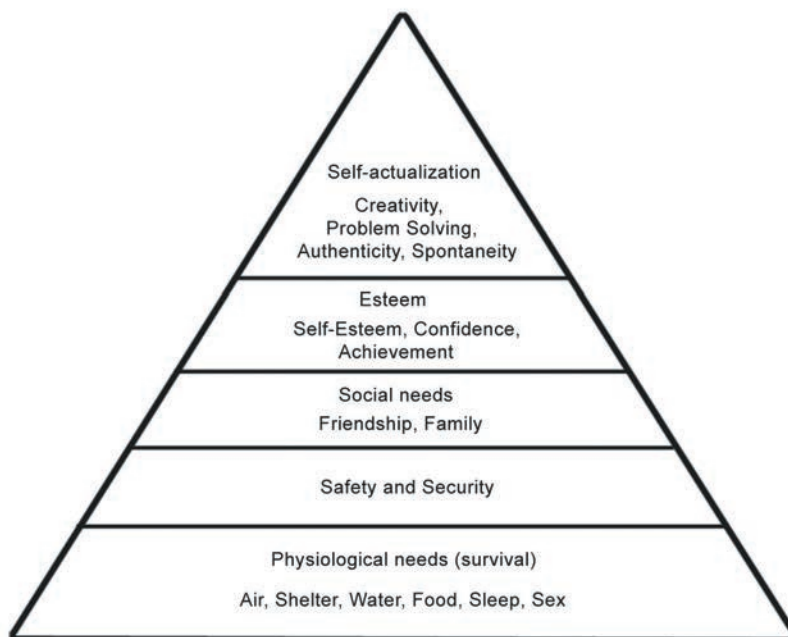 Self-actualization
Creativity,
Problem Solving,
Authenticity, Spontaneity
Esteem
Self-Esteem, Confidence,
Achievement
Social needs
Friendship, Family
Safety and Security
Physiological needs (survival)
Air, Shelter, Water, Food, Sleep, Sex